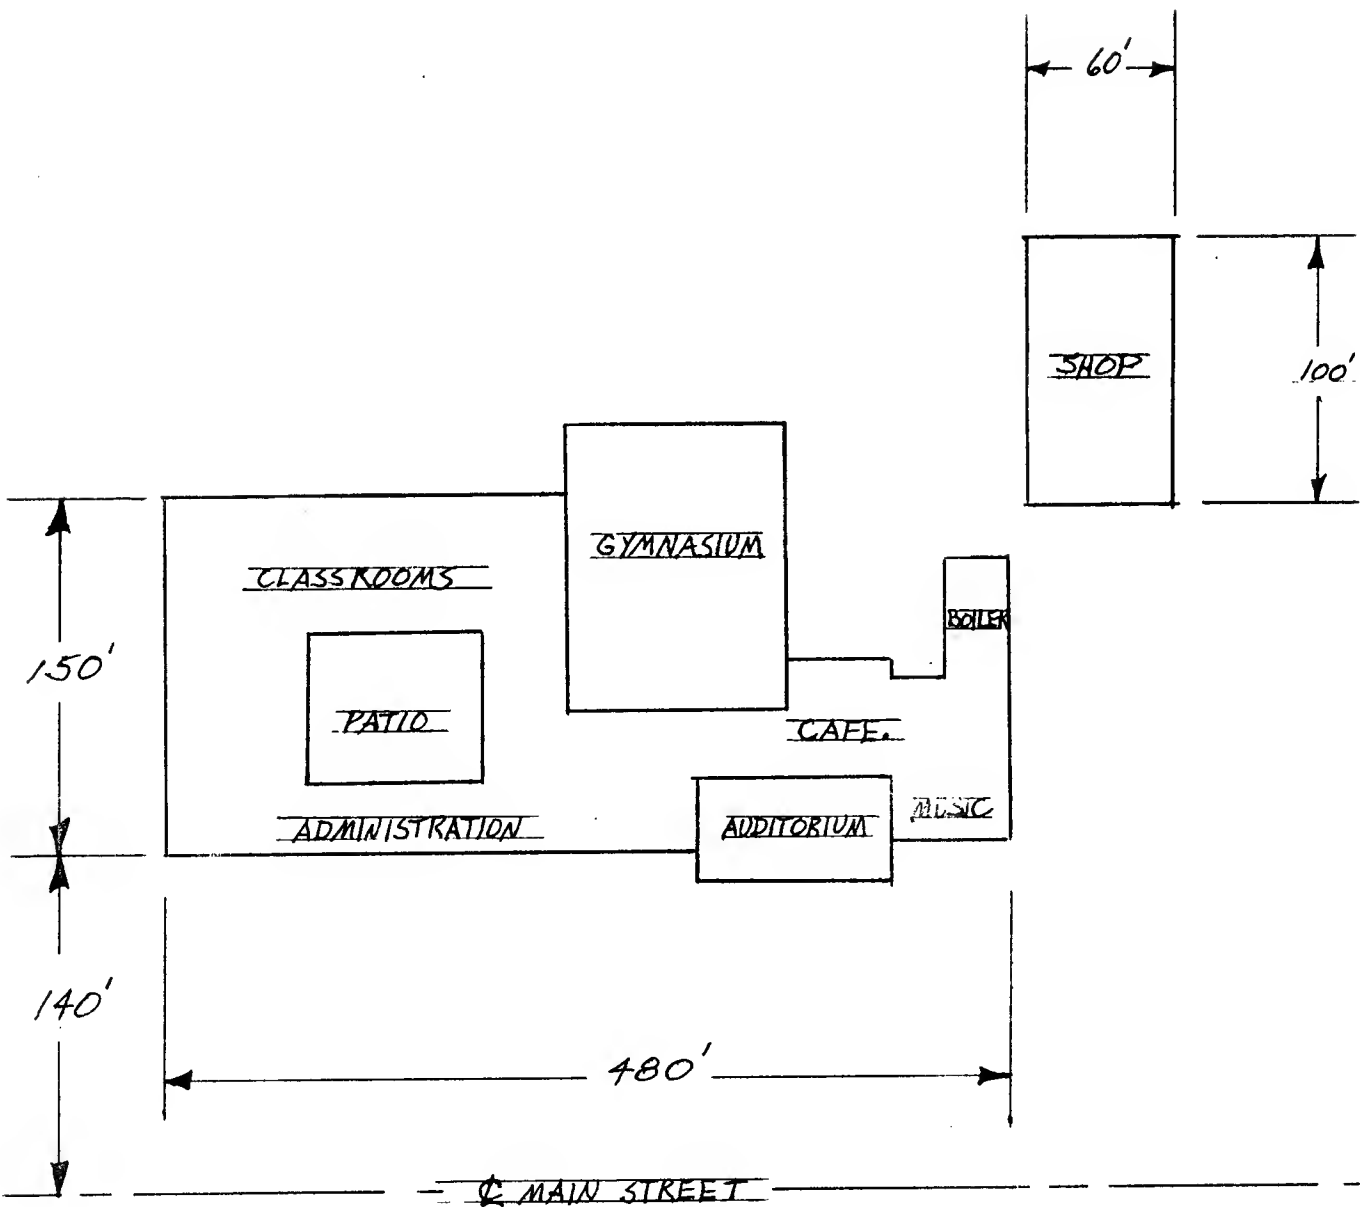 60'
SHOP
100'
GYMNASIUM
CLASSROOMS
BOILER
150'
PATIO
CAFE.
MUSIC
ADMINISTRATION
AUDITORIUM
140'
480'
℄ MAIN STREET